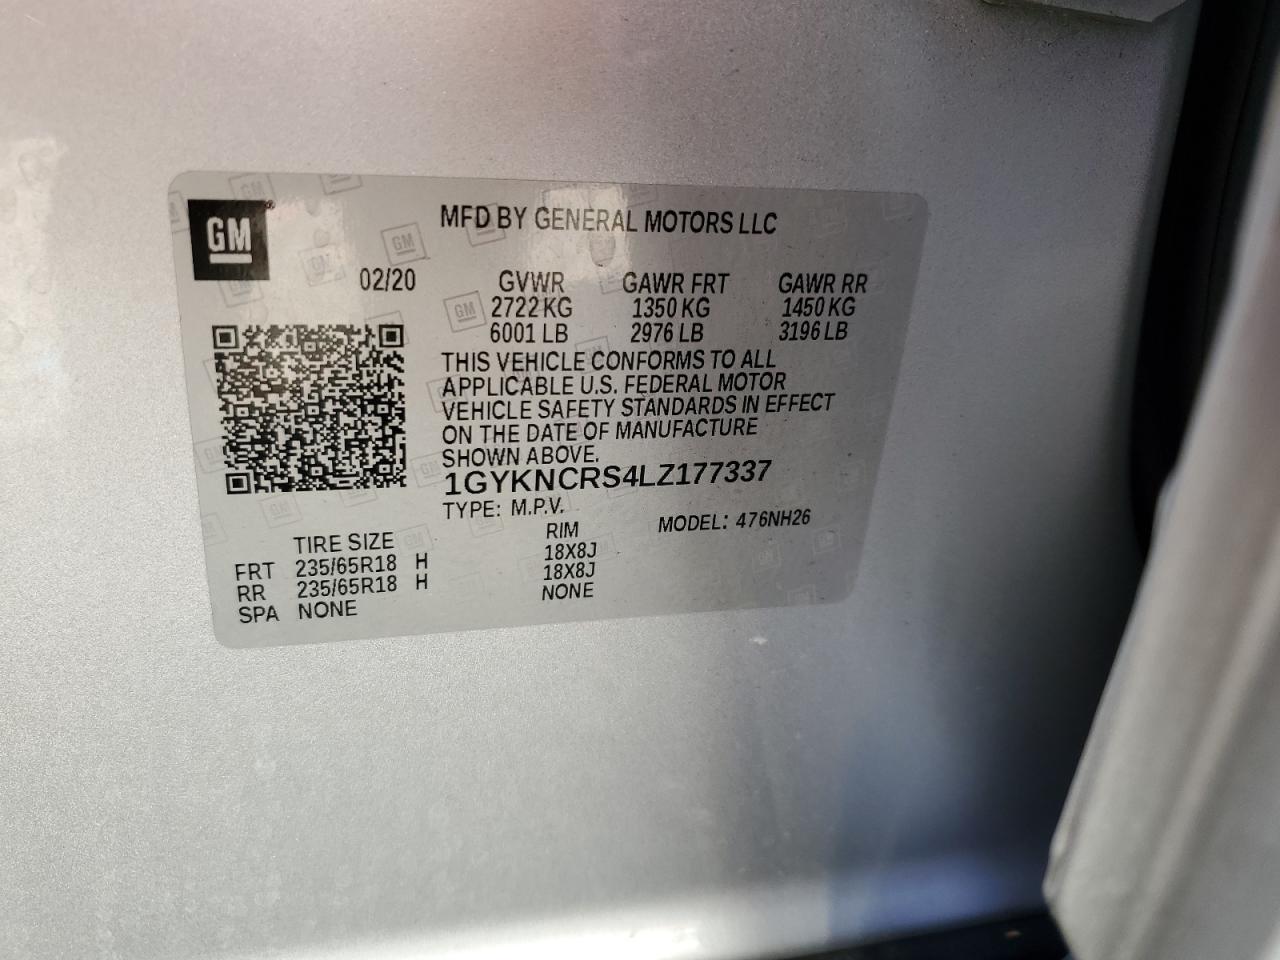 GM
MFD BY GENERAL MOTORS LLC
02/20 GVWR GAWR FRT GAWR RR
2722 KG 1350 KG 1450 KG
6001 LB 2976 LB 3196 LB
THIS VEHICLE CONFORMS TO ALL
APPLICABLE U.S. FEDERAL MOTOR
VEHICLE SAFETY STANDARDS IN EFFECT
ON THE DATE OF MANUFACTURE
SHOWN ABOVE.
1GYKNCRS4LZ177337
TYPE: M.P.V. MODEL: 476NH26
TIRE SIZE RIM
FRT 235/65R18 H 18X8J
RR 235/65R18 H 18X8J
SPA NONE NONE